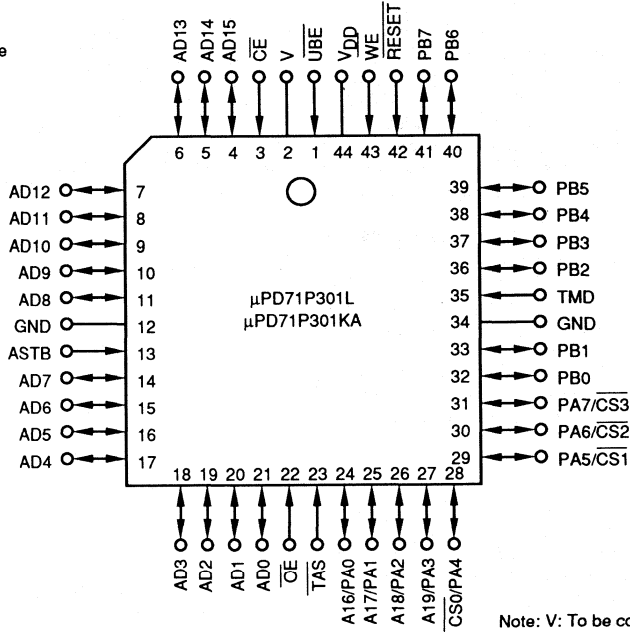 e
AD13
AD14
AD15
CE
V
UBE
VDD
WE
RESET
PB7
PB6
6 5 4 3 2 1 44 43 42 41 40
AD12 7
AD11 8
AD10 9
AD9 10
AD8 11
GND 12
ASTB 13
AD7 14
AD6 15
AD5 16
AD4 17
µPD71P301L
µPD71P301KA
39 PB5
38 PB4
37 PB3
36 PB2
35 TMD
34 GND
33 PB1
32 PB0
31 PA7/CS3
30 PA6/CS2
29 PA5/CS1
18 19 20 21 22 23 24 25 26 27 28
AD3
AD2
AD1
AD0
OE
TAS
A16/PA0
A17/PA1
A18/PA2
A19/PA3
CS0/PA4
Note: V: To be co